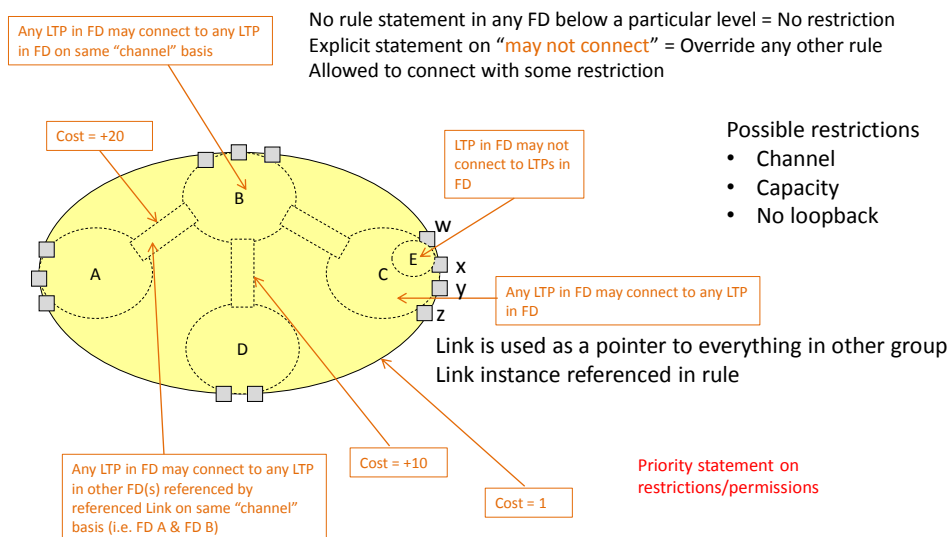 Any LTP in FD may connect to any LTP
in FD on same “channel” basis
No rule statement in any FD below a particular level = No restriction
Explicit statement on “may not connect” = Override any other rule
Allowed to connect with some restriction
Cost = +20
LTP in FD may not
connect to LTPs in
FD
Possible restrictions
• Channel
• Capacity
• No loopback
B
w
E
x
A
C
y
Any LTP in FD may connect to any LTP
in FD
z
D
Link is used as a pointer to everything in other group
Link instance referenced in rule
Any LTP in FD may connect to any LTP
in other FD(s) referenced by
referenced Link on same “channel”
basis (i.e. FD A & FD B)
Cost = +10
Cost = 1
Priority statement on
restrictions/permissions